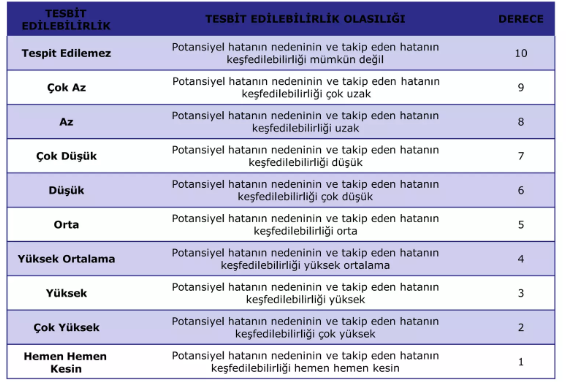 TESBİT
EDİLEBİLİRLİK
TESBİT EDİLEBİLİRLİK OLASILIĞI
DERECE
Tespit Edilemez
Potansiyel hatanın nedeninin ve takip eden hatanın
keşfedilebilirliği mümkün değil
10
Çok Az
Potansiyel hatanın nedeninin ve takip eden hatanın
keşfedilebilirliği çok uzak
9
Az
Potansiyel hatanın nedeninin ve takip eden hatanın
keşfedilebilirliği uzak
8
Çok Düşük
Potansiyel hatanın nedeninin ve takip eden hatanın
keşfedilebilirliği düşük
7
Düşük
Potansiyel hatanın nedeninin ve takip eden hatanın
keşfedilebilirliği çok düşük
6
Orta
Potansiyel hatanın nedeninin ve takip eden hatanın
keşfedilebilirliği orta
5
Yüksek Ortalama
Potansiyel hatanın nedeninin ve takip eden hatanın
keşfedilebilirliği yüksek ortalama
4
Yüksek
Potansiyel hatanın nedeninin ve takip eden hatanın
keşfedilebilirliği yüksek
3
Çok Yüksek
Potansiyel hatanın nedeninin ve takip eden hatanın
keşfedilebilirliği çok yüksek
2
Hemen Hemen
Kesin
Potansiyel hatanın nedeninin ve takip eden hatanın
keşfedilebilirliği hemen hemen kesin
1